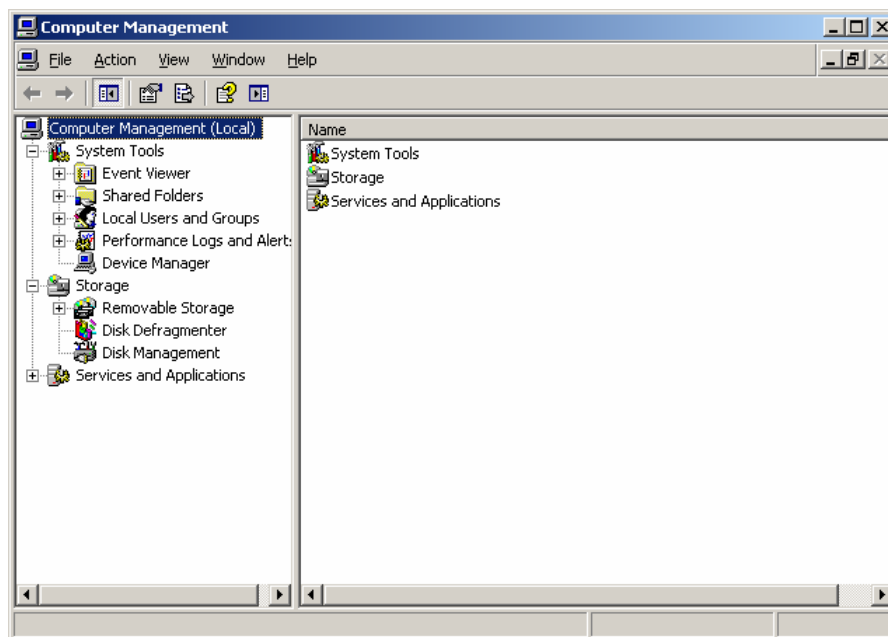 Computer Management
File Action View Window Help
Computer Management (Local)
System Tools
Event Viewer
Shared Folders
Local Users and Groups
Performance Logs and Alert:
Device Manager
Storage
Removable Storage
Disk Defragmenter
Disk Management
Services and Applications
Name
System Tools
Storage
Services and Applications